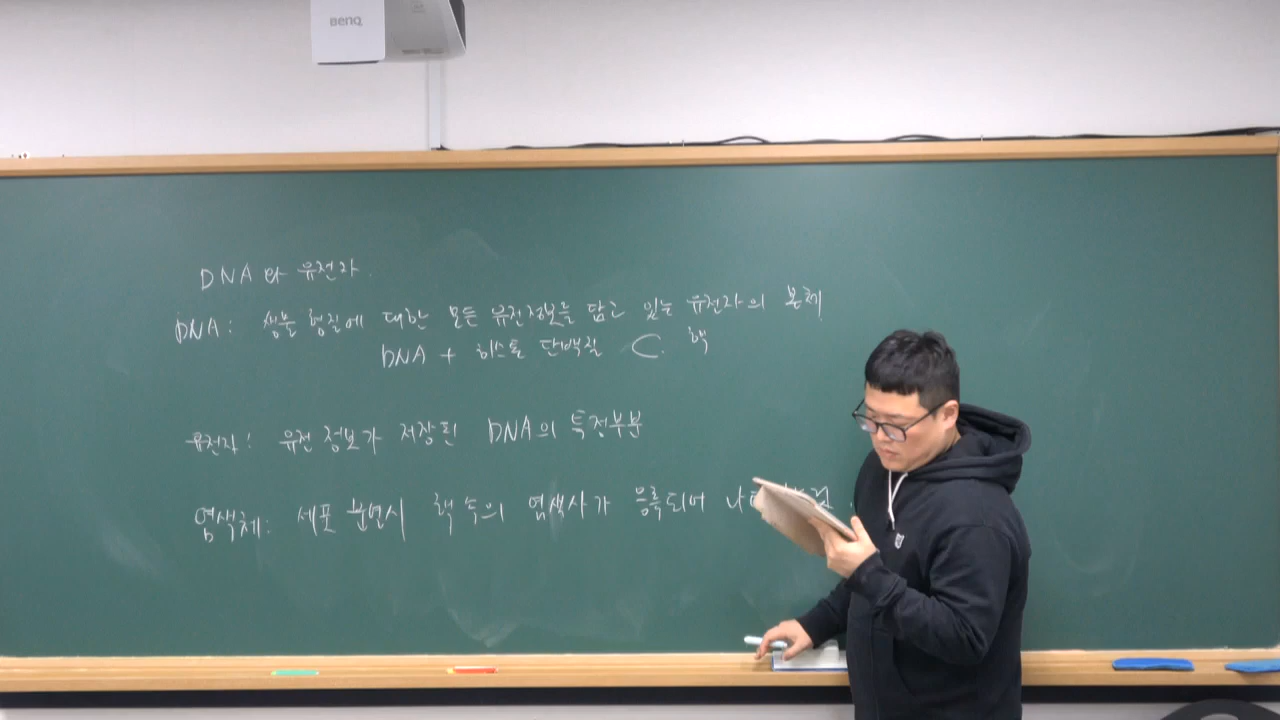 BenQ
DNA와 유전자.
DNA: 생물 형질에 대한 모든 유전정보를 담고 있는 유전자의 본체.
DNA + 히스톤 단백질 C. 핵
유전자: 유전 정보가 저장된 DNA의 특정부분
염색체: 세포 분열시 핵 속의 염색사가 응축되어